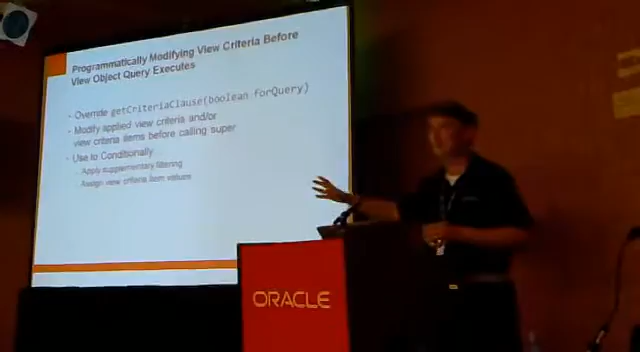 Programmatically Modifying View Criteria Before
View Object Query Executes
- Override getCriteriaClause(boolean forQuery)
- Modify applied view criteria and/or
view criteria items before calling super
- Use to Conditionally
- Apply supplementary filtering
- Assign view criteria item values
ORACLE